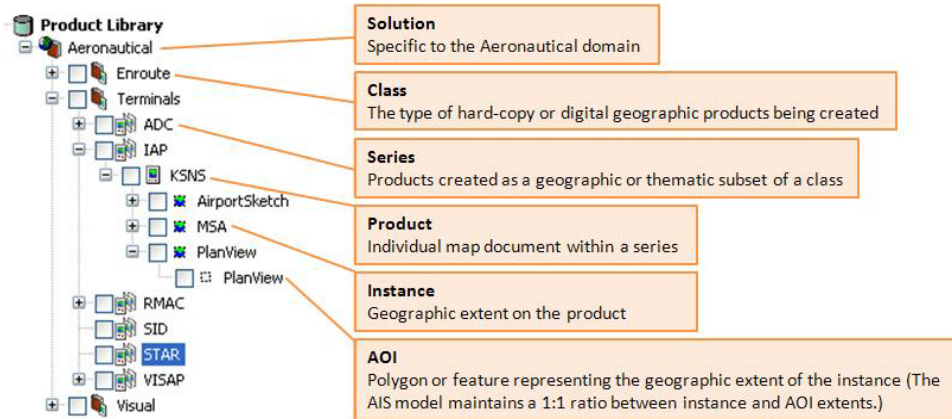 Product Library
Aeronautical
Enroute
Terminals
ADC
IAP
KSNS
AirportSketch
MSA
PlanView
PlanView
RMAC
SID
STAR
VISAP
Visual
Solution
Specific to the Aeronautical domain
Class
The type of hard-copy or digital geographic products being created
Series
Products created as a geographic or thematic subset of a class
Product
Individual map document within a series
Instance
Geographic extent on the product
AOI
Polygon or feature representing the geographic extent of the instance (The
AIS model maintains a 1:1 ratio between instance and AOI extents.)